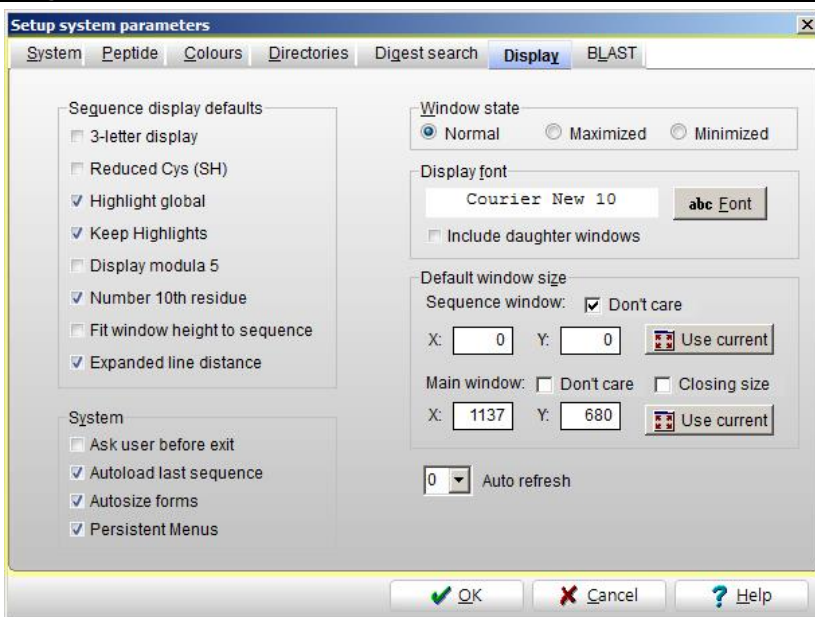 Setup system parameters
System Peptide Colours Directories Digest search Display BLAST
Sequence display defaults
3-letter display
Reduced Cys (SH)
Highlight global
Keep Highlights
Display modula 5
Number 10th residue
Fit window height to sequence
Expanded line distance
System
Ask user before exit
Autoload last sequence
Autosize forms
Persistent Menus
Window state
Normal Maximized Minimized
Display font
Courier New 10 abc Font
Include daughter windows
Default window size
Sequence window: Don't care
X: 0 Y: 0 Use current
Main window: Don't care Closing size
X: 1137 Y: 680 Use current
0 Auto refresh
OK Cancel ? Help